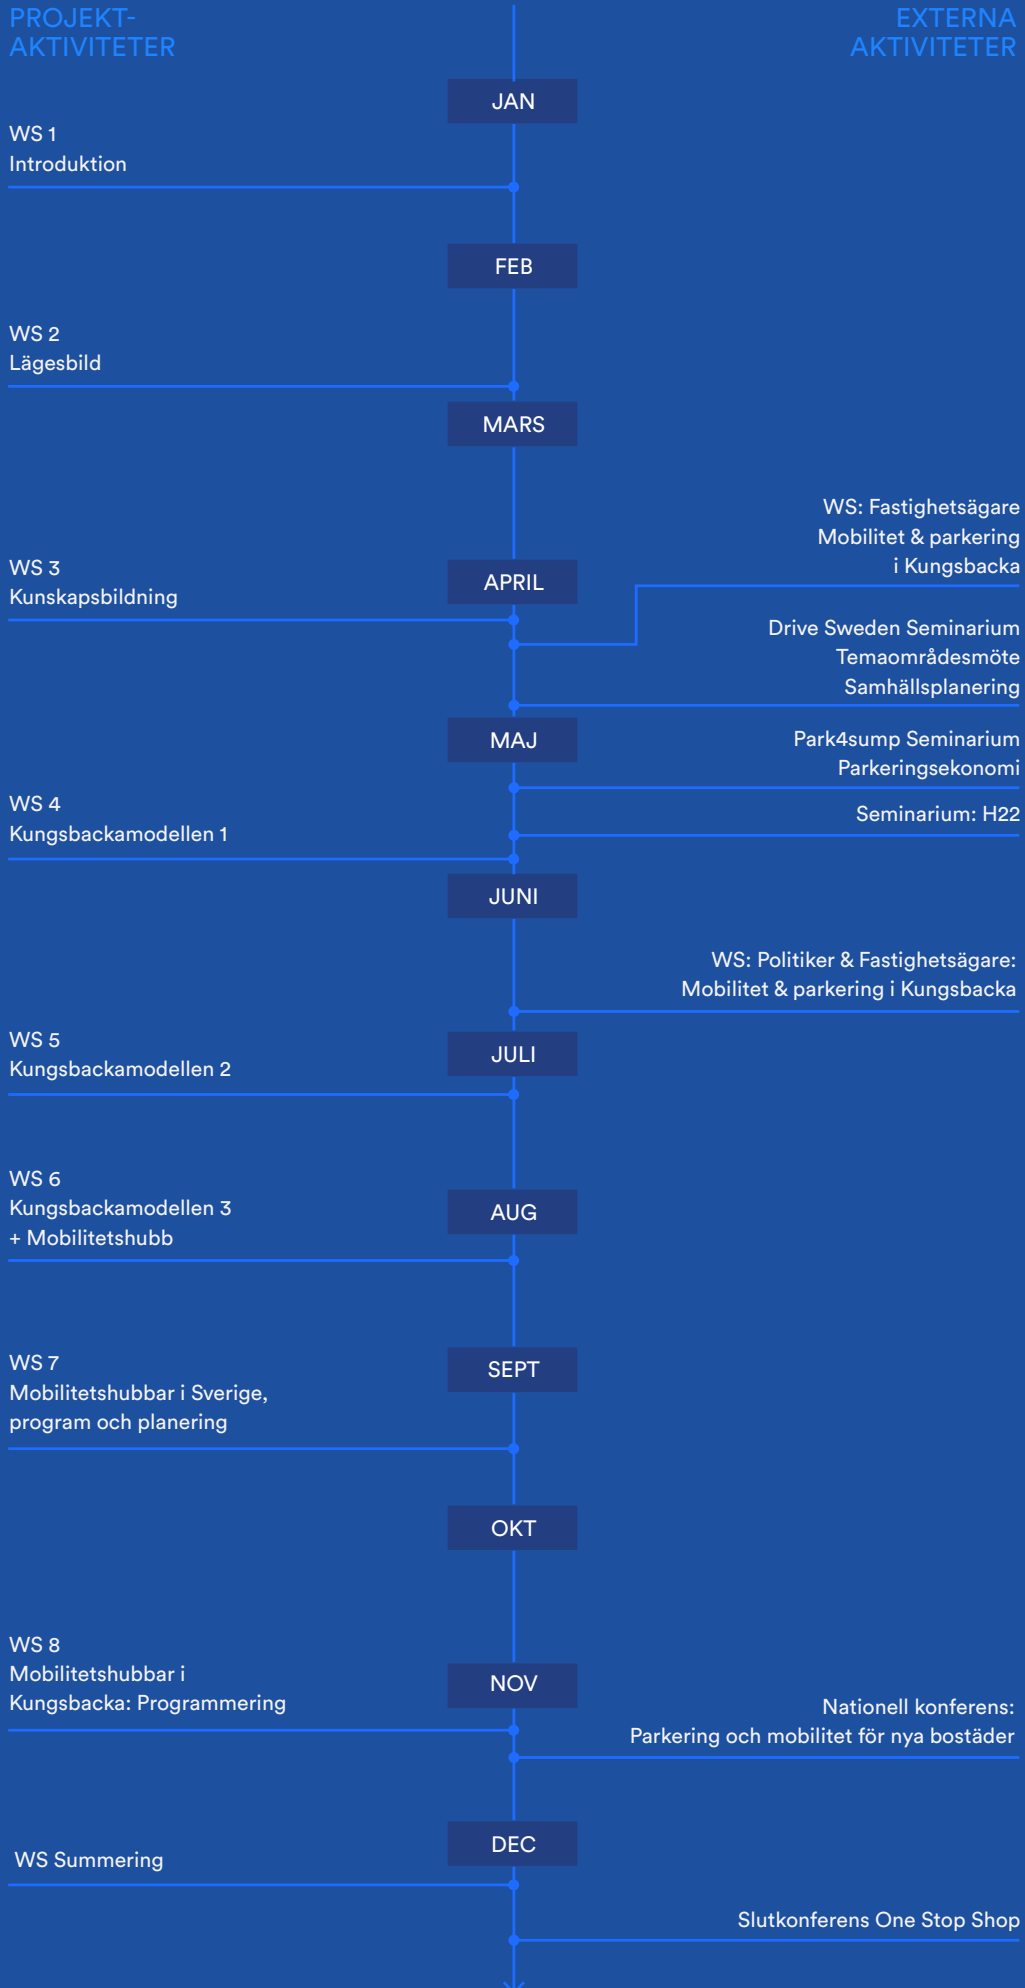 PROJEKT-
AKTIVITETER
EXTERNA
AKTIVITETER
JAN
WS 1
Introduktion
FEB
WS 2
Lägesbild
MARS
WS: Fastighetsägare
Mobilitet & parkering
i Kungsbacka
WS 3
Kunskapsbildning
APRIL
Drive Sweden Seminarium
Temaområdesmöte
Samhällsplanering
MAJ
Park4sump Seminarium
Parkeringsekonomi
WS 4
Kungsbackamodellen 1
Seminarium: H22
JUNI
WS: Politiker & Fastighetsägare:
Mobilitet & parkering i Kungsbacka
WS 5
Kungsbackamodellen 2
JULI
WS 6
Kungsbackamodellen 3
+ Mobilitetshubb
AUG
WS 7
Mobilitetshubbar i Sverige,
program och planering
SEPT
OKT
WS 8
Mobilitetshubbar i
Kungsbacka: Programmering
NOV
Nationell konferens:
Parkering och mobilitet för nya bostäder
DEC
WS Summering
Slutkonferens One Stop Shop